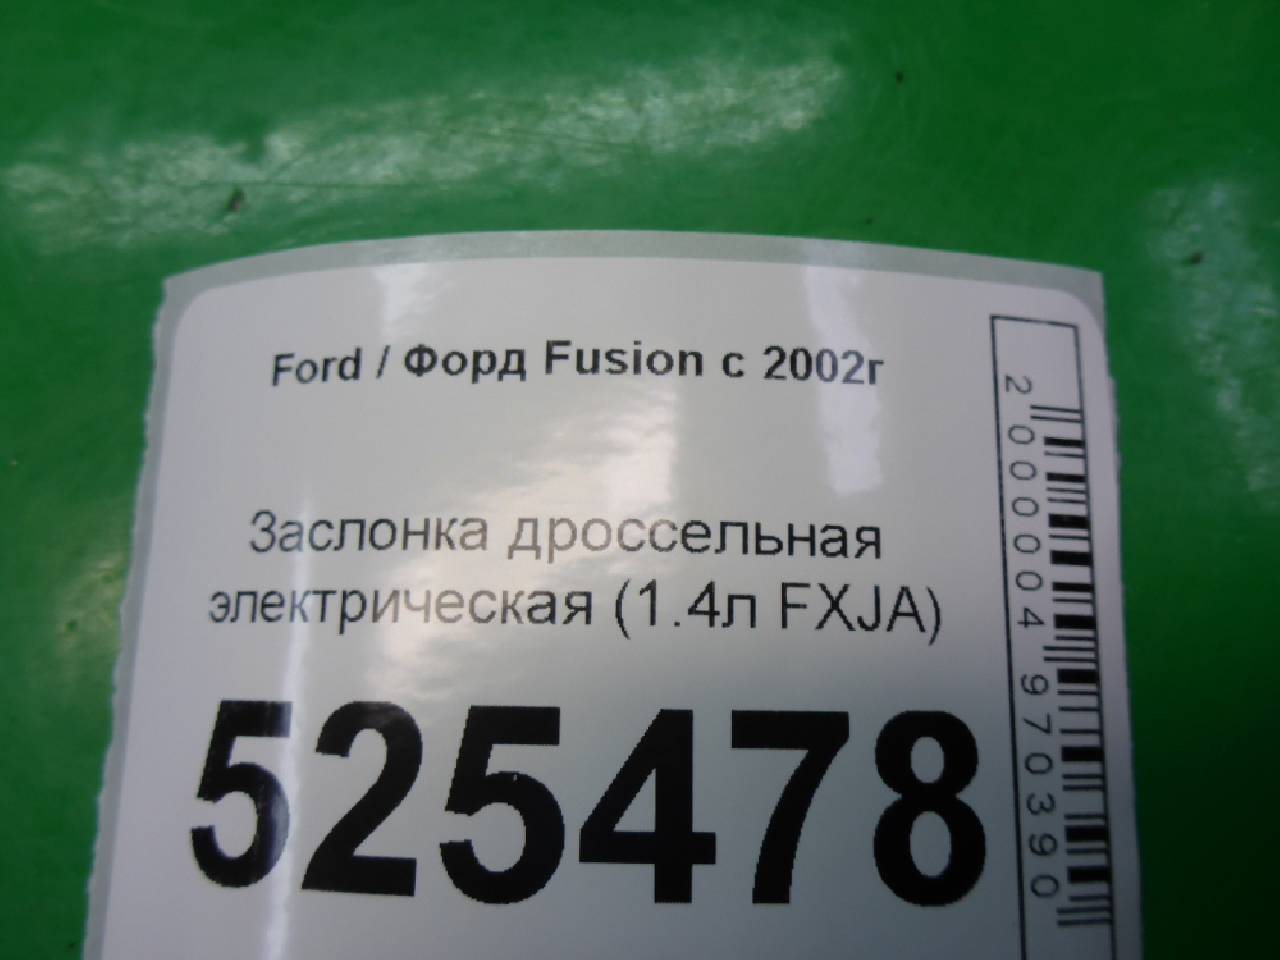 Ford / Форд Fusion с 2002г
Заслонка дроссельная
электрическая (1.4л FXJA)
525478
2000004970390